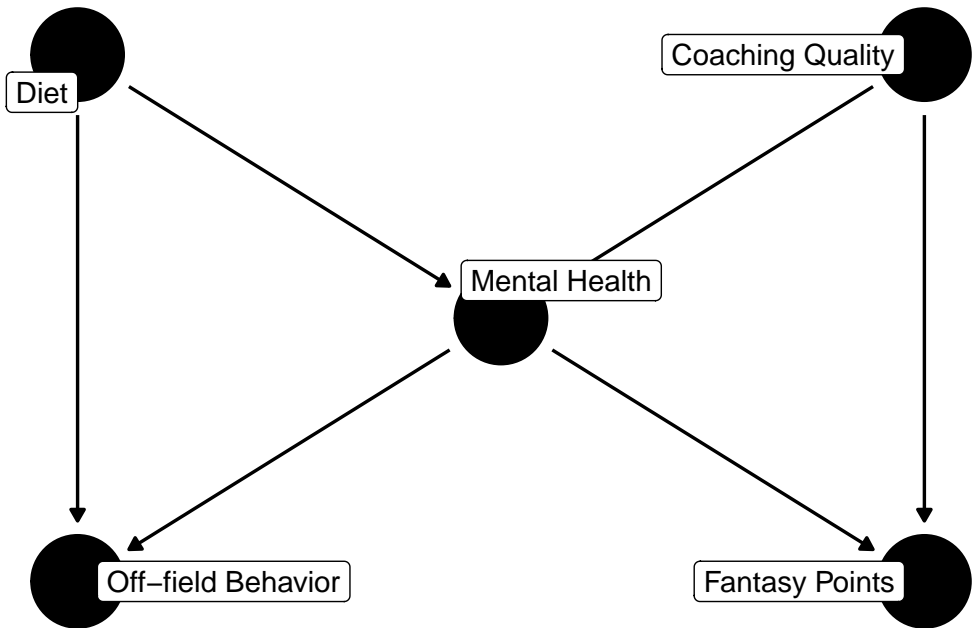 Coaching Quality
Diet
Mental Health
Off−field Behavior
Fantasy Points